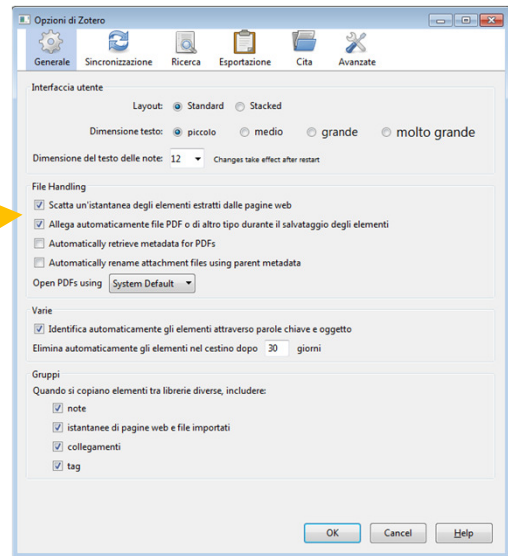 Opzioni di Zotero
Generale Sincronizzazione Ricerca Esportazione Cita Avanzate
Interfaccia utente
Layout: Standard Stacked
Dimensione testo: piccolo medio grande molto grande
Dimensione del testo delle note: 12 Changes take effect after restart
File Handling
Scatta un'istantanea degli elementi estratti dalle pagine web
Allega automaticamente file PDF o di altro tipo durante il salvataggio degli elementi
Automatically retrieve metadata for PDFs
Automatically rename attachment files using parent metadata
Open PDFs using System Default
Varie
Identifica automaticamente gli elementi attraverso parole chiave e oggetto
Elimina automaticamente gli elementi nel cestino dopo 30 giorni
Gruppi
Quando si copiano elementi tra librerie diverse, includere:
note
istantanee di pagine web e file importati
collegamenti
tag
OK Cancel Help